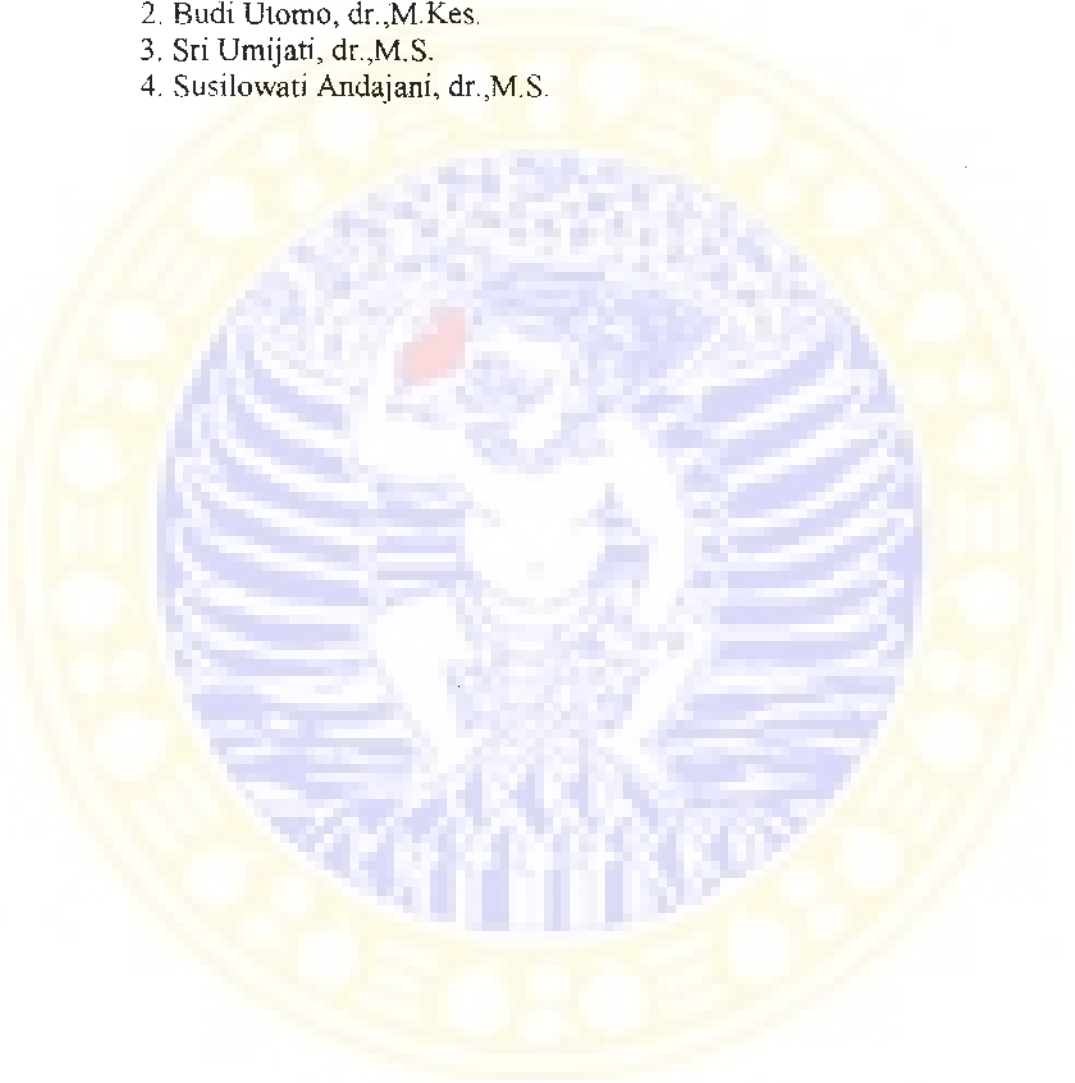 2. Budi Utomo, dr.,M.Kes.
3. Sri Umijati, dr.,M.S.
4. Susilowati Andajani, dr.,M.S.